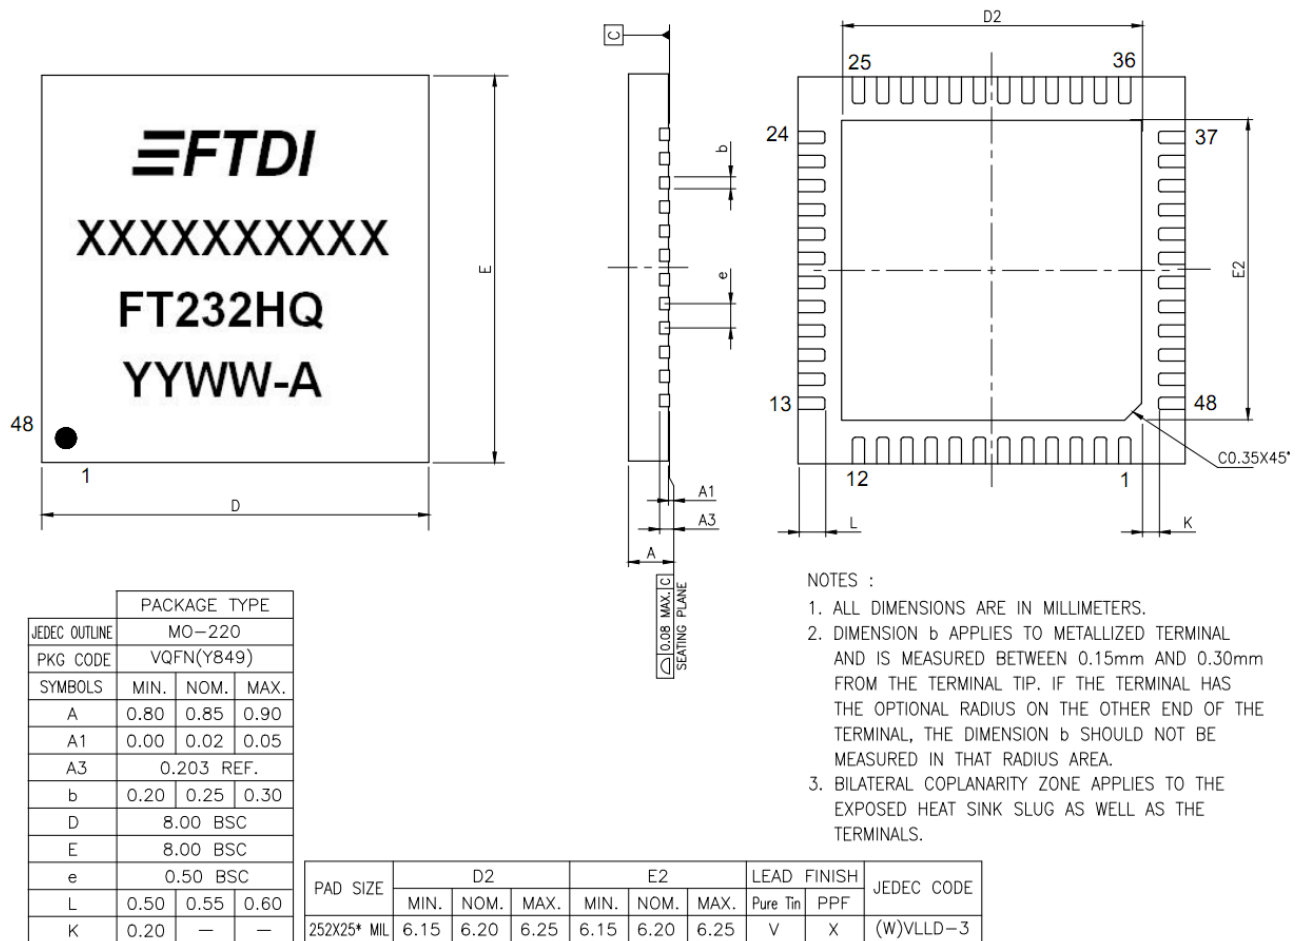 FTDI
XXXXXXXXXX
FT232HQ
YYWW-A
48
1
D
E
C
b
e
A1
A3
A
0.08 MAX. C
SEATING PLANE
D2
25
36
24
37
E2
13
48
12
1
C0.35X45°
L
K
PACKAGE TYPE
JEDEC OUTLINE MO-220
PKG CODE VQFN(Y849)
SYMBOLS MIN. NOM. MAX.
A 0.80 0.85 0.90
A1 0.00 0.02 0.05
A3 0.203 REF.
b 0.20 0.25 0.30
D 8.00 BSC
E 8.00 BSC
e 0.50 BSC
L 0.50 0.55 0.60
K 0.20 — —
NOTES :
1. ALL DIMENSIONS ARE IN MILLIMETERS.
2. DIMENSION b APPLIES TO METALLIZED TERMINAL
AND IS MEASURED BETWEEN 0.15mm AND 0.30mm
FROM THE TERMINAL TIP. IF THE TERMINAL HAS
THE OPTIONAL RADIUS ON THE OTHER END OF THE
TERMINAL, THE DIMENSION b SHOULD NOT BE
MEASURED IN THAT RADIUS AREA.
3. BILATERAL COPLANARITY ZONE APPLIES TO THE
EXPOSED HEAT SINK SLUG AS WELL AS THE
TERMINALS.
PAD SIZE D2 E2 LEAD FINISH JEDEC CODE
MIN. NOM. MAX. MIN. NOM. MAX. Pure Tin PPF
252X25* MIL 6.15 6.20 6.25 6.15 6.20 6.25 V X (W)VLLD-3